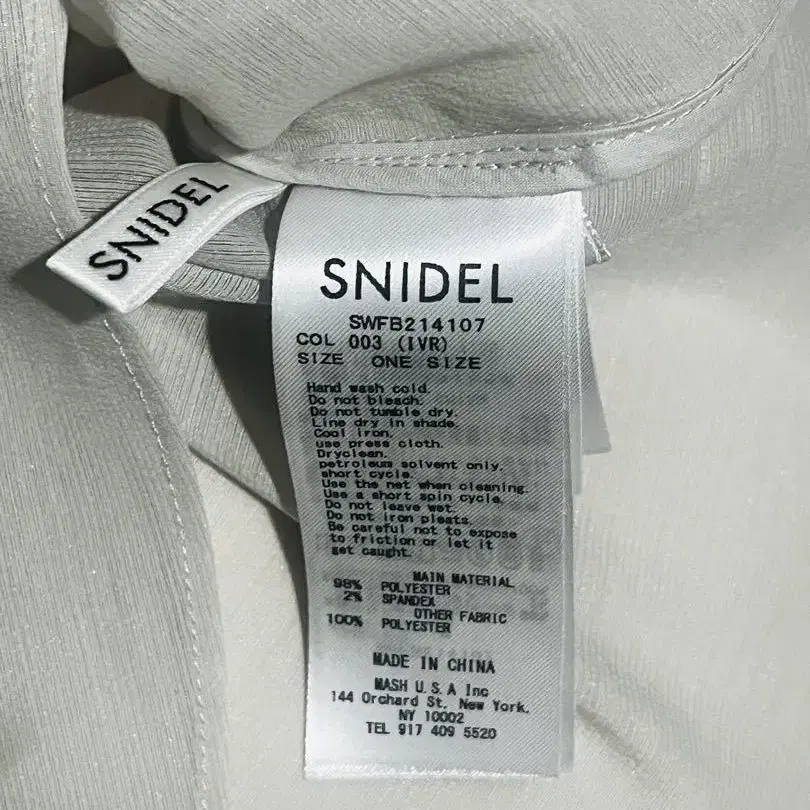 SNIDEL
SNIDEL
SWFB214107
COL 003 (IVR)
SIZE ONE SIZE
Hand wash cold.
Do not bleach.
Do not tumble dry.
Line dry in shade.
Cool iron.
use press cloth.
Dryclean.
petroleum solvent only.
short cycle.
Use the net when cleaning.
Use a short spin cycle.
Do not leave wet.
Do not iron pleats.
Be careful not to expose
to friction or let it
get caught.
MAIN MATERIAL
98% POLYESTER
2% SPANDEX
OTHER FABRIC
100% POLYESTER
MADE IN CHINA
MASH U.S.A Inc
144 Orchard St, New York,
NY 10002
TEL 917 409 5520